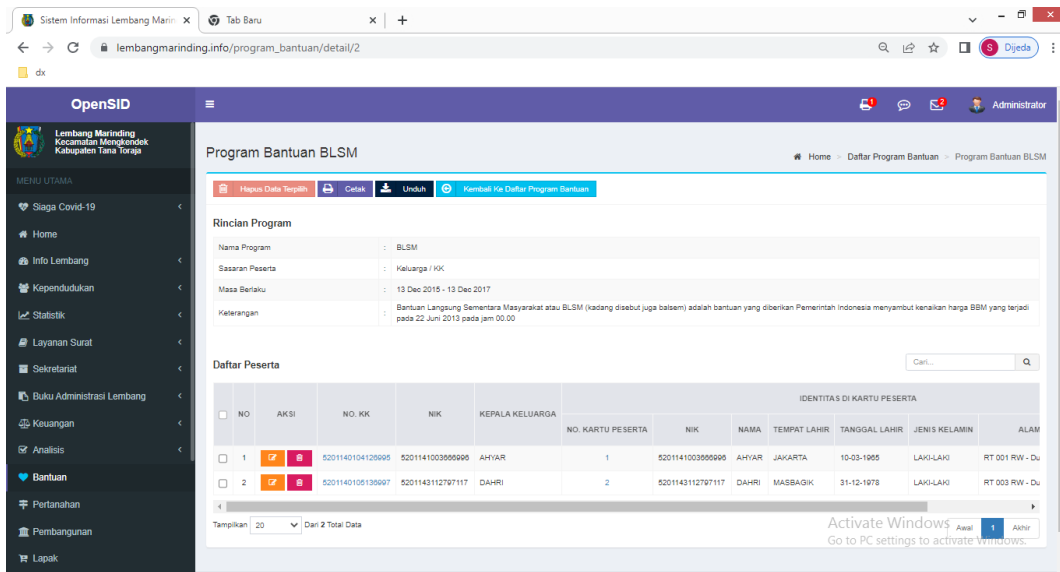 Sistem Informasi Lembang Marin
Tab Baru
lembangmarinding.info/program_bantuan/detail/2
S Dijeda
dx
OpenSID
1
2
Administrator
Lembang Marinding
Kecamatan Mengkendek
Kabupaten Tana Toraja
MENU UTAMA
Siaga Covid-19
Home
Info Lembang
Kependudukan
Statistik
Layanan Surat
Sekretariat
Buku Administrasi Lembang
Keuangan
Analisis
Bantuan
Pertanahan
Pembangunan
Lapak
Program Bantuan BLSM
Home > Daftar Program Bantuan > Program Bantuan BLSM
Hapus Data Terpilih Cetak Unduh Kembali Ke Daftar Program Bantuan
Rincian Program
Nama Program : BLSM
Sasaran Peserta : Keluarga / KK
Masa Berlaku : 13 Dec 2015 - 13 Dec 2017
Keterangan : Bantuan Langsung Sementara Masyarakat atau BLSM (kadang disebut juga balsem) adalah bantuan yang diberikan Pemerintah Indonesia menyambut kenaikan harga BBM yang terjadi
pada 22 Juni 2013 pada jam 00.00
Daftar Peserta
Cari...
IDENTITAS DI KARTU PESERTA
NO AKSI NO. KK NIK KEPALA KELUARGA
NO. KARTU PESERTA NIK NAMA TEMPAT LAHIR TANGGAL LAHIR JENIS KELAMIN ALAM
1 5201140104126995 5201141003666996 AHYAR 1 5201141003666996 AHYAR JAKARTA 10-03-1965 LAKI-LAKI RT 001 RW - Du
2 5201140106136997 5201143112797117 DAHRI 2 5201143112797117 DAHRI MASBAGIK 31-12-1978 LAKI-LAKI RT 003 RW - Du
Tampilkan 20 Dari 2 Total Data
Awal 1 Akhir
Activate Windows
Go to PC settings to activate Windows.